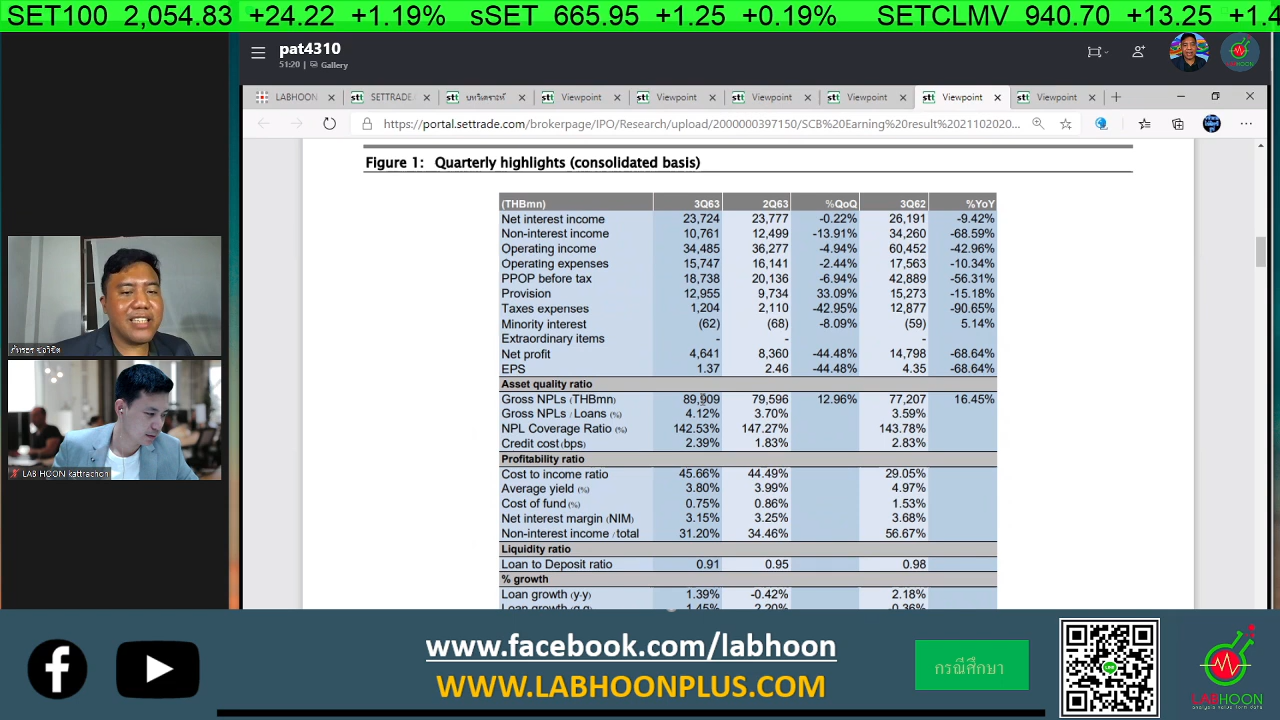 SET100 2,054.83 +24.22 +1.19% sSET 665.95 +1.25 +0.19% SETCLMV 940.70 +13.25 +1.4
pat4310
51:20 | Gallery
LABHOON
SETTRADE
Viewpoint
Viewpoint
Viewpoint
Viewpoint
Viewpoint
Viewpoint
https://portal.settrade.com/brokerpage/IPO/Research/upload/2000000397150/SCB%20Earning%20result%2021102020...
Figure 1: Quarterly highlights (consolidated basis)
(THBmn) 3Q63 2Q63 %QoQ 3Q62 %YoY
Net interest income 23,724 23,777 -0.22% 26,191 -9.42%
Non-interest income 10,761 12,499 -13.91% 34,260 -68.59%
Operating income 34,485 36,277 -4.94% 60,452 -42.96%
Operating expenses 15,747 16,141 -2.44% 17,563 -10.34%
PPOP before tax 18,738 20,136 -6.94% 42,889 -56.31%
Provision 12,955 9,734 33.09% 15,273 -15.18%
Taxes expenses 1,204 2,110 -42.95% 12,877 -90.65%
Minority interest (62) (68) -8.09% (59) 5.14%
Extraordinary items - - -
Net profit 4,641 8,360 -44.48% 14,798 -68.64%
EPS 1.37 2.46 -44.48% 4.35 -68.64%
Asset quality ratio
Gross NPLs (THBmn) 89,909 79,596 12.96% 77,207 16.45%
Gross NPLs / Loans (%) 4.12% 3.70% 3.59%
NPL Coverage Ratio (%) 142.53% 147.27% 143.78%
Credit cost (bps) 2.39% 1.83% 2.83%
Profitability ratio
Cost to income ratio 45.66% 44.49% 29.05%
Average yield (%) 3.80% 3.99% 4.97%
Cost of fund (%) 0.75% 0.86% 1.53%
Net interest margin (NIM) 3.15% 3.25% 3.68%
Non-interest income / total 31.20% 34.46% 56.67%
Liquidity ratio
Loan to Deposit ratio 0.91 0.95 0.98
% growth
Loan growth (y-y) 1.39% -0.42% 2.18%
Loan growth (q-q) 1.45% 2.20% -0.36%
LAB HOON kattrachon
www.facebook.com/labhoon
WWW.LABHOONPLUS.COM
กรณีศึกษา
LINE
LABHOON